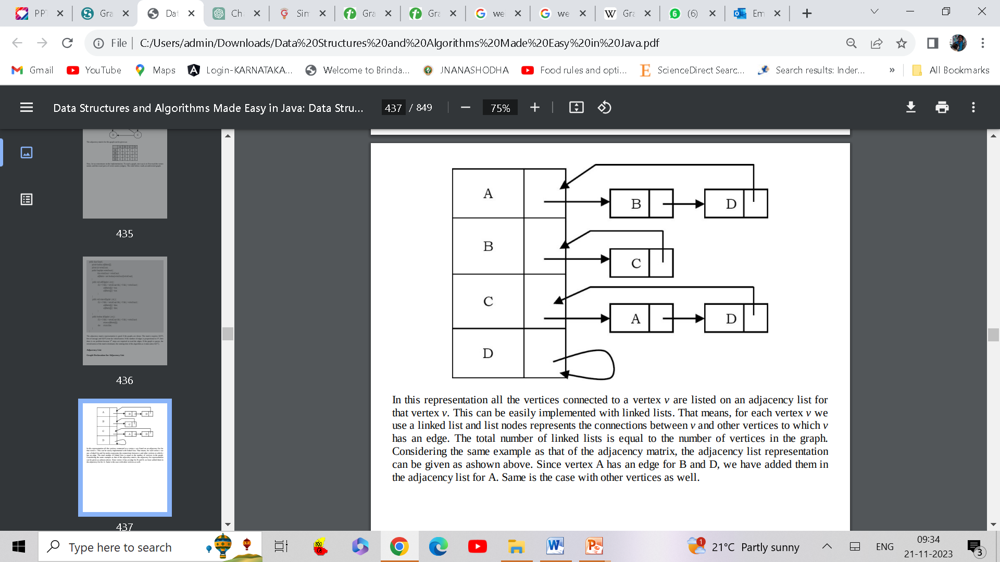 PPT
Gra
Dat
Ch
Sim
Gra
Gra
we
we
Gra
(6)
Em
File
C:/Users/admin/Downloads/Data%20Structures%20and%20Algorithms%20Made%20Easy%20in%20Java.pdf
Gmail
YouTube
Maps
Login-KARNATAKA...
Welcome to Brinda...
JNANASHODHA
Food rules and opti...
ScienceDirect Searc...
Search results: Inder...
»
All Bookmarks
Data Structures and Algorithms Made Easy in Java: Data Stru...
437 / 849
75%
435
436
437
A
B
D
B
C
C
A
D
D
In this representation all the vertices connected to a vertex v are listed on an adjacency list for
that vertex v. This can be easily implemented with linked lists. That means, for each vertex v we
use a linked list and list nodes represents the connections between v and other vertices to which v
has an edge. The total number of linked lists is equal to the number of vertices in the graph.
Considering the same example as that of the adjacency matrix, the adjacency list representation
can be given as ashown above. Since vertex A has an edge for B and D, we have added them in
the adjacency list for A. Same is the case with other vertices as well.
Type here to search
1
21°C Partly sunny
ENG
09:34
21-11-2023
3